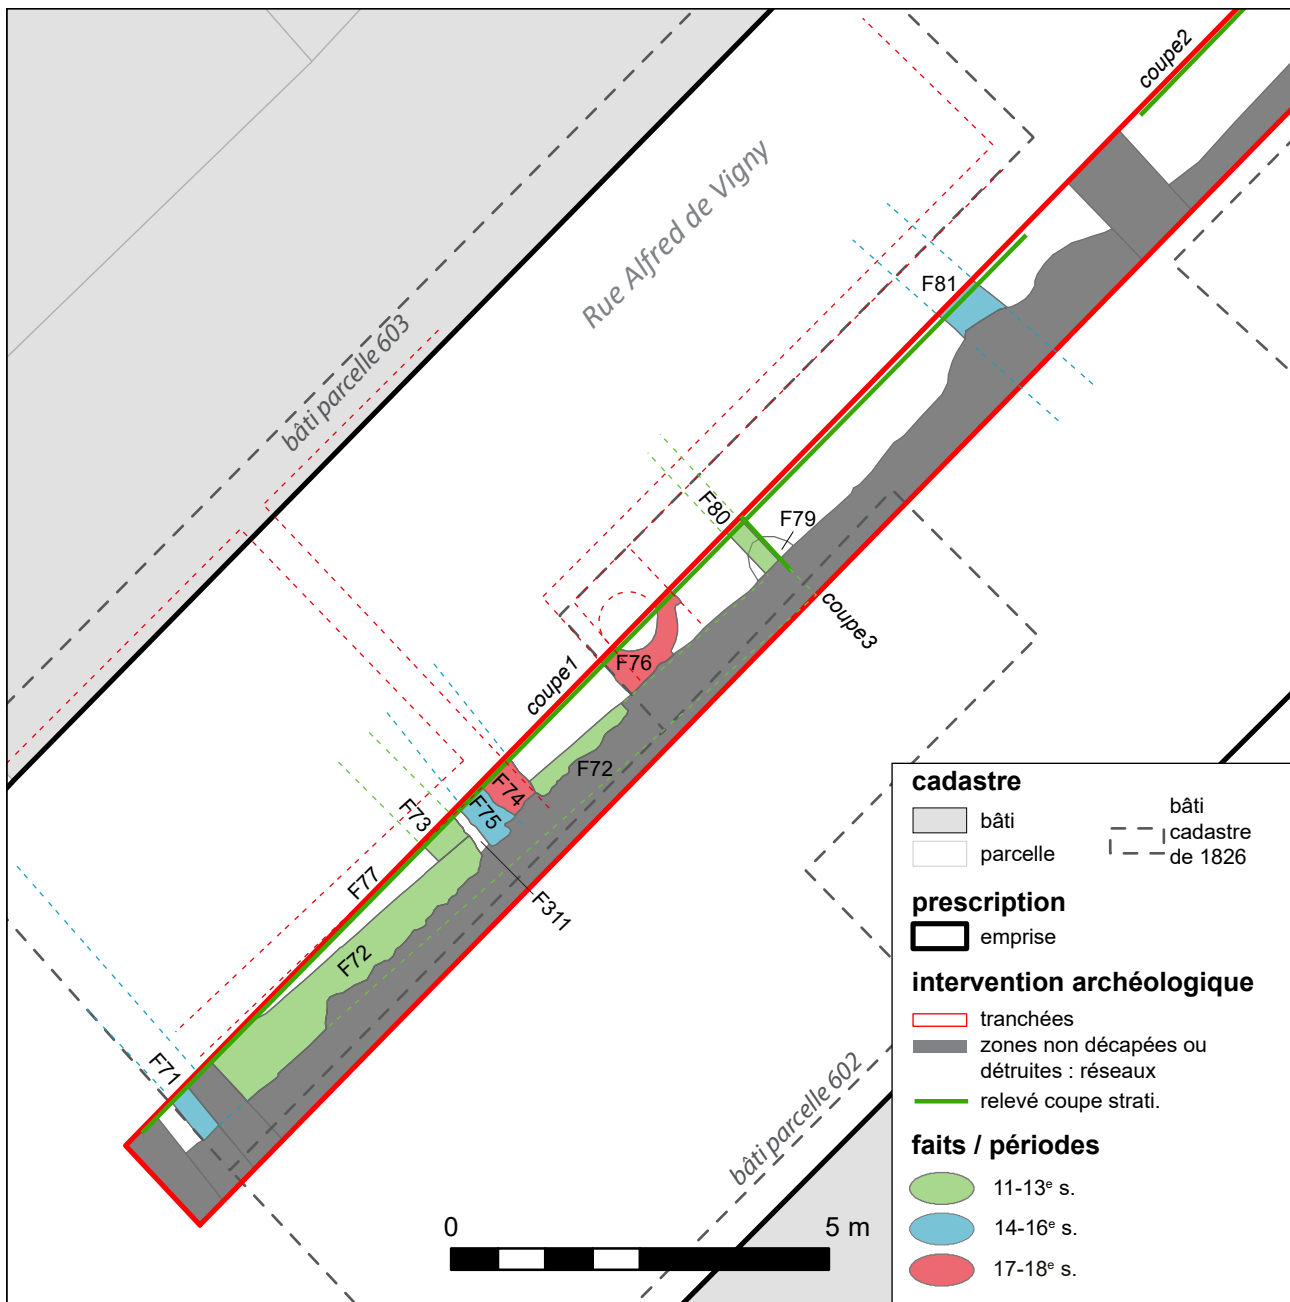 coupe2
Rue Alfred de Vigny
bâti parcelle 603
F81
F80
F79
coupe3
F76
coupe1
F72
F74
F75
F73
F77
F311
F72
F71
bâti parcelle 602
0
5 m
cadastre
bâti
parcelle
bâti
cadastre
de 1826
prescription
emprise
intervention archéologique
tranchées
zones non décapées ou
détruites : réseaux
relevé coupe strati.
faits / périodes
11-13e s.
14-16e s.
17-18e s.